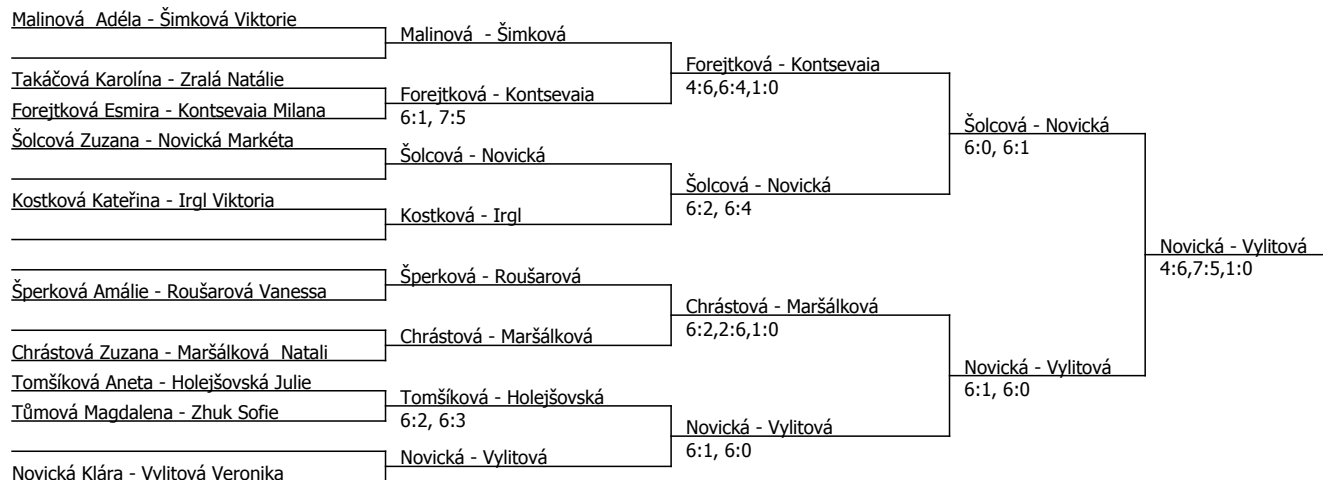 Malinová  Adéla - Šimková Viktorie
Takáčová Karolína - Zralá Natálie
Forejtková Esmira - Kontsevaia Milana
Šolcová Zuzana - Novická Markéta
Kostková Kateřina - Irgl Viktoria
Šperková Amálie - Roušarová Vanessa
Chrástová Zuzana - Maršálková  Natali
Tomšíková Aneta - Holejšovská Julie
Tůmová Magdalena - Zhuk Sofie
Novická Klára - Vylitová Veronika
Malinová  - Šimková
Forejtková - Kontsevaia
6:1, 7:5
Šolcová - Novická
Kostková - Irgl
Šperková - Roušarová
Chrástová - Maršálková
Tomšíková - Holejšovská
6:2, 6:3
Novická - Vylitová
Forejtková - Kontsevaia
4:6,6:4,1:0
Šolcová - Novická
6:2, 6:4
Chrástová - Maršálková
6:2,2:6,1:0
Novická - Vylitová
6:1, 6:0
Šolcová - Novická
6:0, 6:1
Novická - Vylitová
6:1, 6:0
Novická - Vylitová
4:6,7:5,1:0